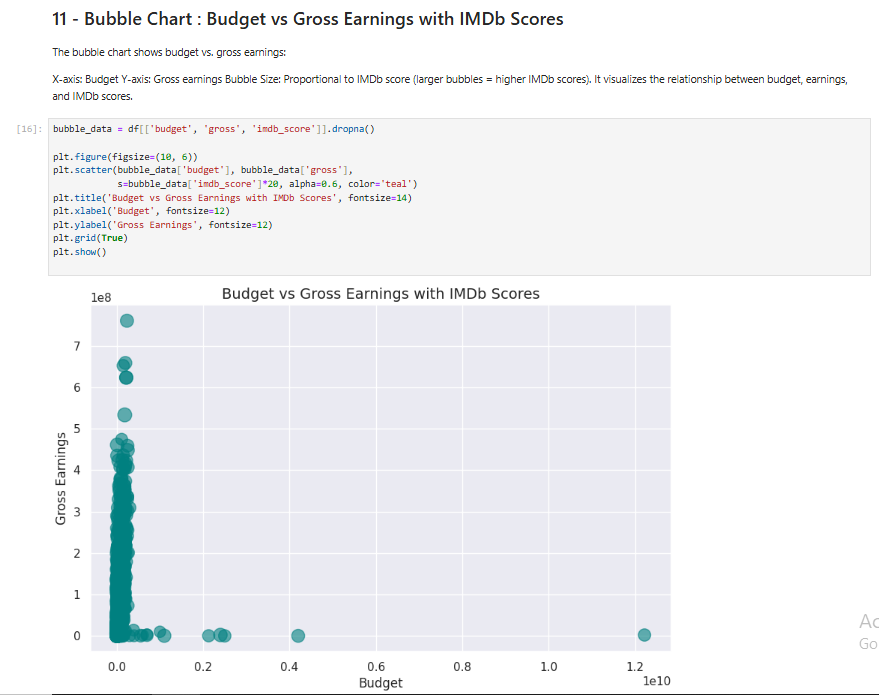 11 - Bubble Chart : Budget vs Gross Earnings with IMDb Scores
The bubble chart shows budget vs. gross earnings:
X-axis: Budget Y-axis: Gross earnings Bubble Size: Proportional to IMDb score (larger bubbles = higher IMDb scores). It visualizes the relationship between budget, earnings,
and IMDb scores.
[16]: bubble_data = df[['budget', 'gross', 'imdb_score']].dropna()
plt.figure(figsize=(10, 6))
plt.scatter(bubble_data['budget'], bubble_data['gross'],
s=bubble_data['imdb_score']*20, alpha=0.6, color='teal')
plt.title('Budget vs Gross Earnings with IMDb Scores', fontsize=14)
plt.xlabel('Budget', fontsize=12)
plt.ylabel('Gross Earnings', fontsize=12)
plt.grid(True)
plt.show()
Budget vs Gross Earnings with IMDb Scores
1e8
7
6
5
4
3
2
1
0
Gross Earnings
0.0 0.2 0.4 0.6 0.8 1.0 1.2
1e10
Budget
Ac
Go